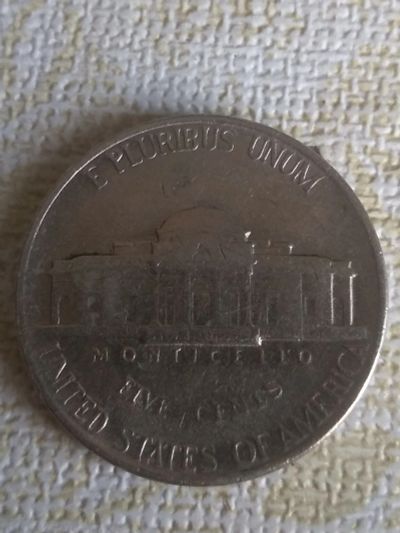 E PLURIBUS UNUM
MONTICELLO
FIVE CENTS
UNITED STATES OF AMERICA